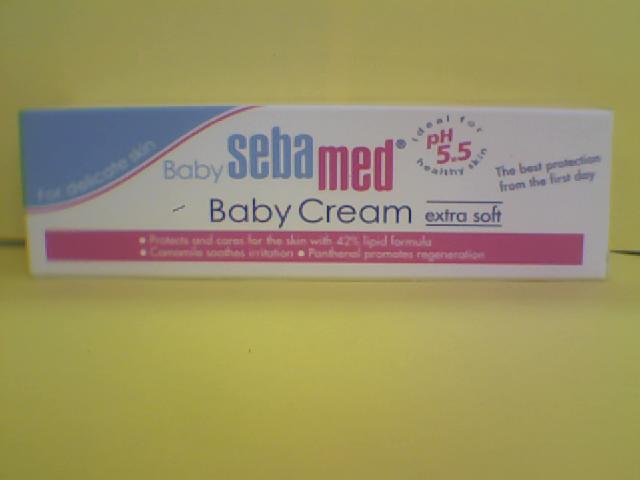 for delicate skin
Baby sebamed®
ideal for
pH
5.5
healthy skin
The best protection
from the first day
Baby Cream extra soft
• Protects and cares for the skin with 42% lipid formula
• Camomile soothes irritation • Panthenol promotes regeneration